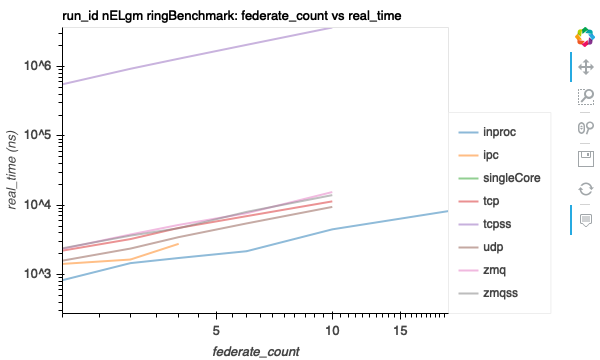 run_id nELgm ringBenchmark: federate_count vs real_time
real_time (ns)
10^6
10^5
10^4
10^3
5
10
15
federate_count
inproc
ipc
singleCore
tcp
tcpss
udp
zmq
zmqss